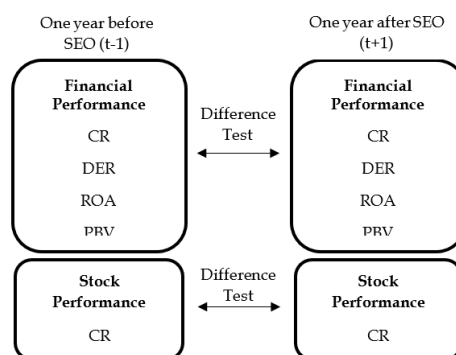 One year before
SEO (t-1)
Financial
Performance
CR
DER
ROA
PBV
Difference
Test
One year after SEO
(t+1)
Financial
Performance
CR
DER
ROA
PBV
Stock
Performance
CR
Difference
Test
Stock
Performance
CR